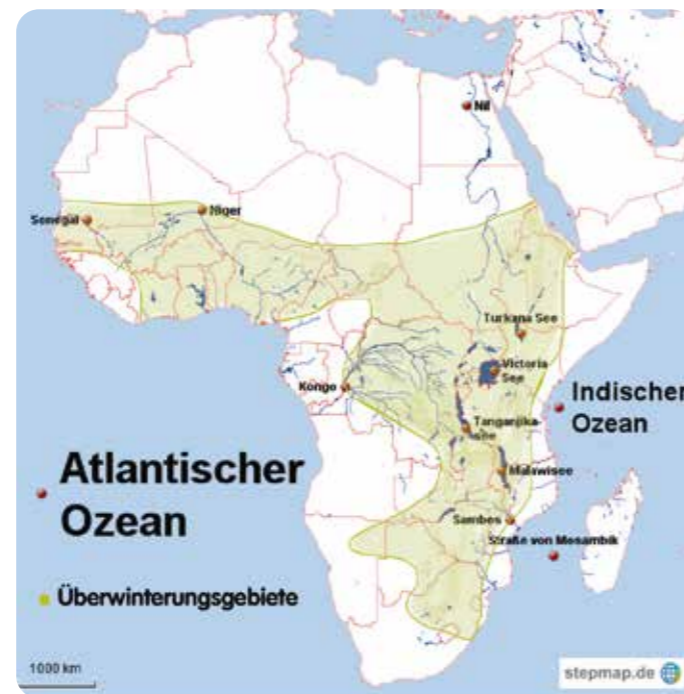 Nil
Senegal
Niger
Turkana See
Victoria
See
Kongo
Indischer
Ozean
Tanganjika-
see
Atlantischer
Ozean
Malawisee
Sambes
Straße von Mosambik
Überwinterungsgebiete
1000 km
stepmap.de